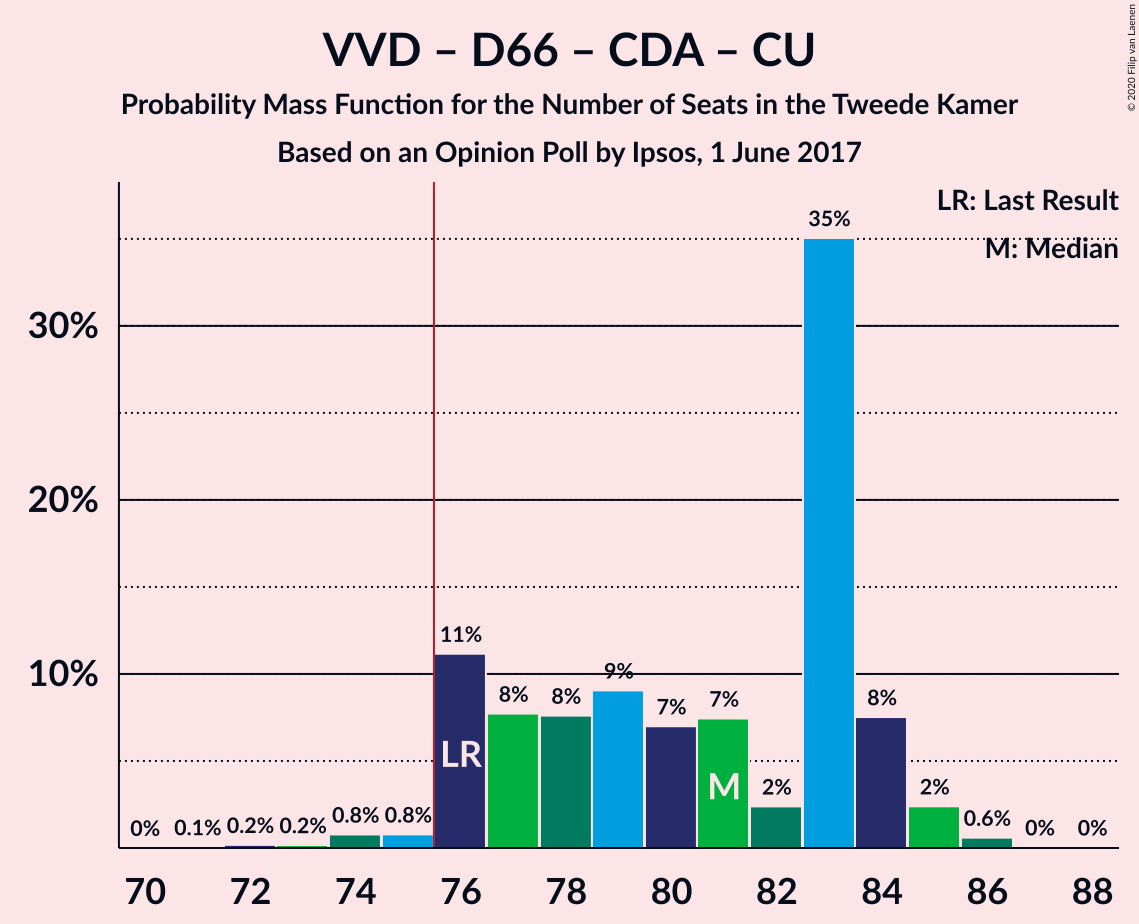 VVD – D66 – CDA – CU
Probability Mass Function for the Number of Seats in the Tweede Kamer
Based on an Opinion Poll by Ipsos, 1 June 2017
© 2020 Filip van Laenen
LR: Last Result
M: Median
35%
30%
20%
10%
0%
0.1%
0.2%
0.2%
0.8%
0.8%
11%
8%
8%
9%
7%
7%
2%
8%
2%
0.6%
0%
0%
LR
M
70 72 74 76 78 80 82 84 86 88